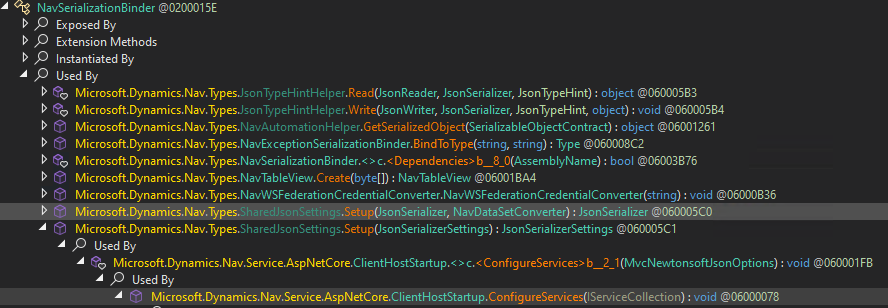 NavSerializationBinder @0200015E
Exposed By
Extension Methods
Instantiated By
Used By
Microsoft.Dynamics.Nav.Types.JsonTypeHintHelper.Read(JsonReader, JsonSerializer, JsonTypeHint) : object @060005B3
Microsoft.Dynamics.Nav.Types.JsonTypeHintHelper.Write(JsonWriter, JsonSerializer, JsonTypeHint, object) : void @060005B4
Microsoft.Dynamics.Nav.Types.NavAutomationHelper.GetSerializedObject(SerializableObjectContract) : object @06001261
Microsoft.Dynamics.Nav.Types.NavExceptionSerializationBinder.BindToType(string, string) : Type @060008C2
Microsoft.Dynamics.Nav.Types.NavSerializationBinder.<>c.<Dependencies>b__8_0(AssemblyName) : bool @06003B76
Microsoft.Dynamics.Nav.Types.NavTableView.Create(byte[]) : NavTableView @06001BA4
Microsoft.Dynamics.Nav.Types.NavWSFederationCredentialConverter.NavWSFederationCredentialConverter(string) : void @06000B36
Microsoft.Dynamics.Nav.Types.SharedJsonSettings.Setup(JsonSerializer, NavDataSetConverter) : JsonSerializer @060005C0
Microsoft.Dynamics.Nav.Types.SharedJsonSettings.Setup(JsonSerializerSettings) : JsonSerializerSettings @060005C1
Used By
Microsoft.Dynamics.Nav.Service.AspNetCore.ClientHostStartup.<>c.<ConfigureServices>b__2_1(MvcNewtonsoftJsonOptions) : void @060001FB
Used By
Microsoft.Dynamics.Nav.Service.AspNetCore.ClientHostStartup.ConfigureServices(IServiceCollection) : void @06000078